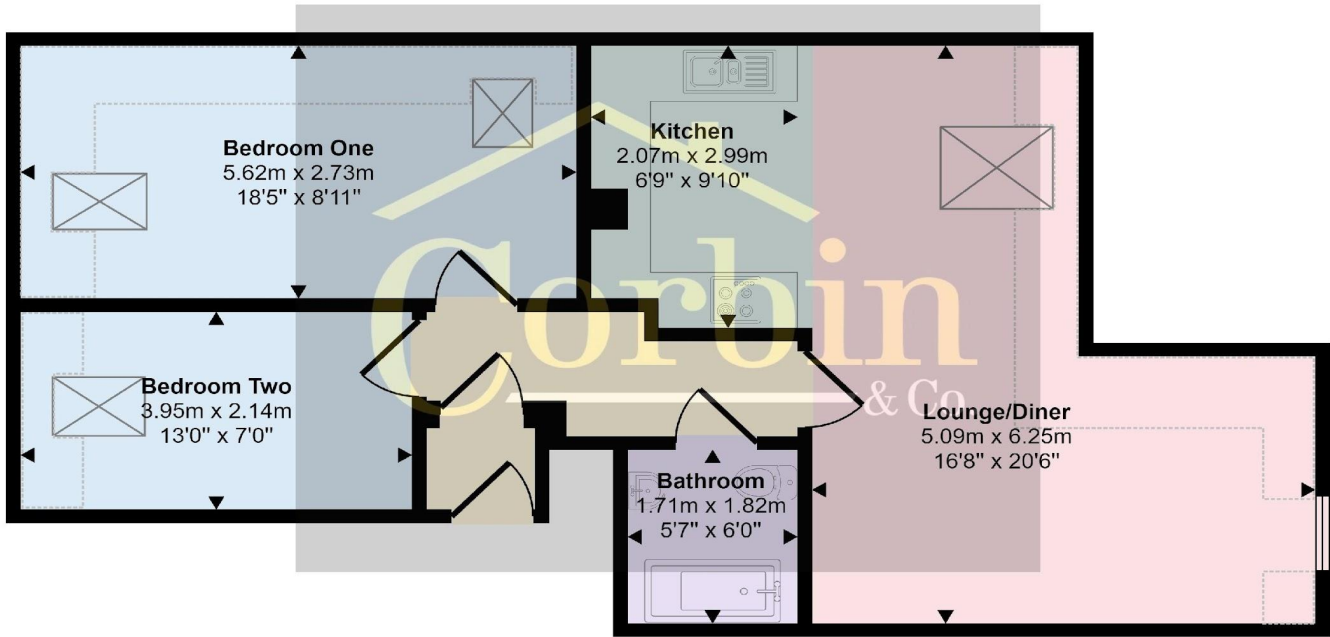 Bedroom One
5.62m x 2.73m
18'5" x 8'11"
Kitchen
2.07m x 2.99m
6'9" x 9'10"
Corbin
& Co
Bedroom Two
3.95m x 2.14m
13'0" x 7'0"
Lounge/Diner
5.09m x 6.25m
16'8" x 20'6"
Bathroom
1.71m x 1.82m
5'7" x 6'0"